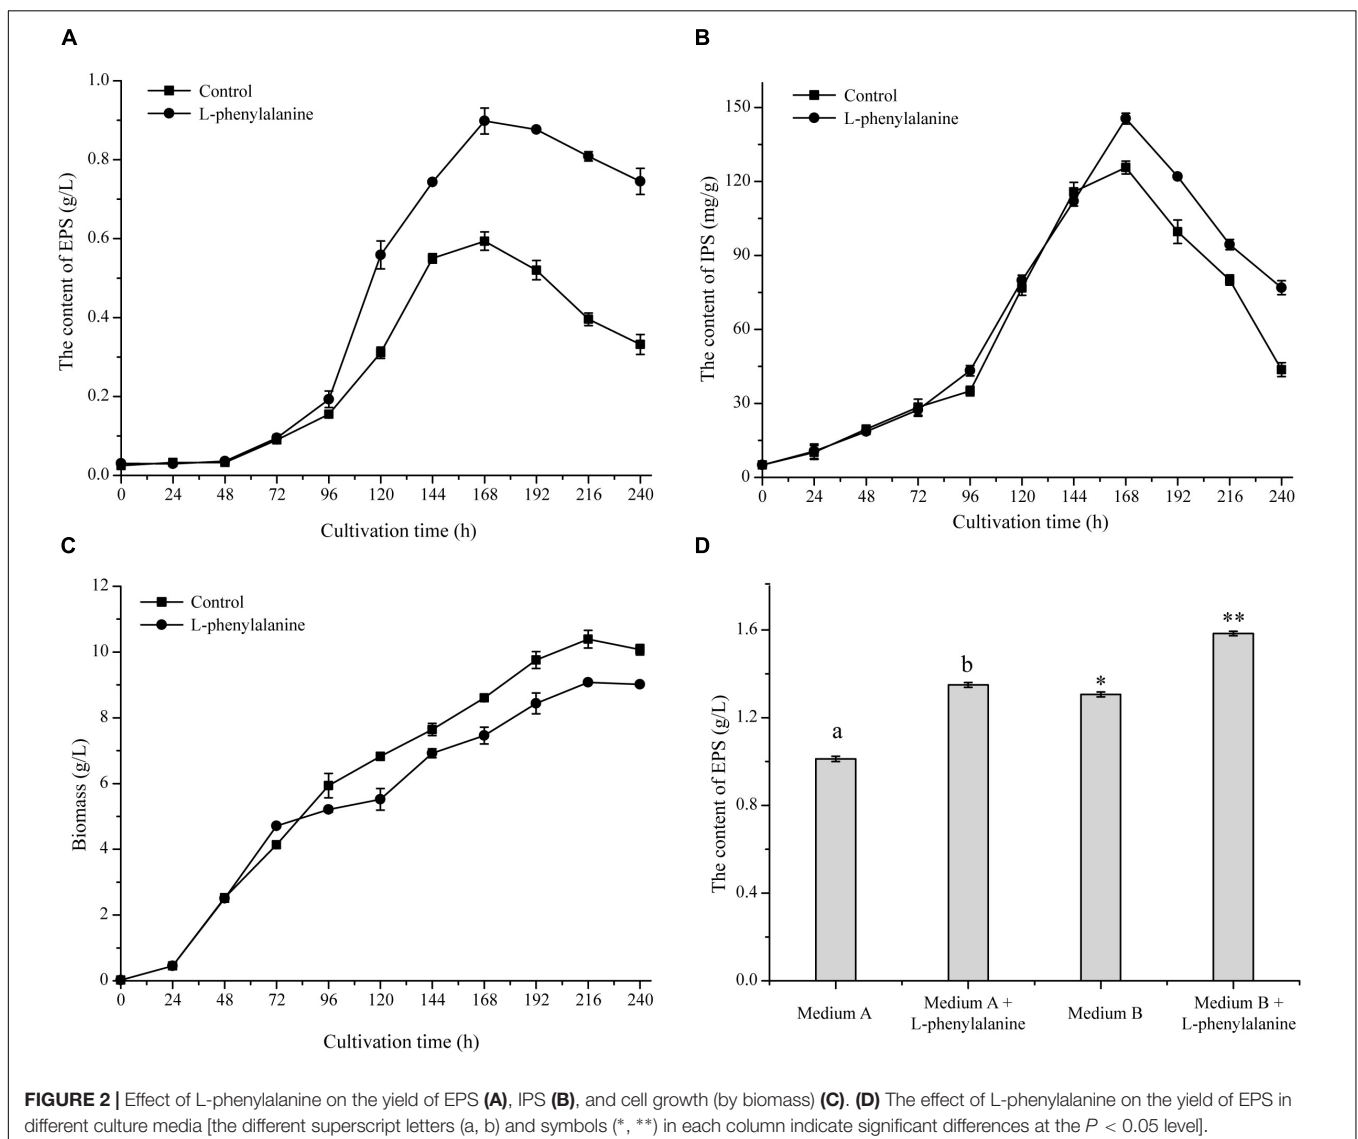 A
1.0
0.8
0.6
0.4
0.2
0.0
The content of EPS (g/L)
Control
L-phenylalanine
0 24 48 72 96 120 144 168 192 216 240
Cultivation time (h)
B
150
120
90
60
30
0
The content of IPS (mg/g)
Control
L-phenylalanine
0 24 48 72 96 120 144 168 192 216 240
Cultivation time (h)
C
12
10
8
6
4
2
0
Biomass (g/L)
Control
L-phenylalanine
0 24 48 72 96 120 144 168 192 216 240
Cultivation time (h)
D
1.6
1.2
0.8
0.4
0.0
The content of EPS (g/L)
a
b
*
**
Medium A
Medium A +
L-phenylalanine
Medium B
Medium B +
L-phenylalanine
FIGURE 2 | Effect of L-phenylalanine on the yield of EPS (A), IPS (B), and cell growth (by biomass) (C). (D) The effect of L-phenylalanine on the yield of EPS in
different culture media [the different superscript letters (a, b) and symbols (*, **) in each column indicate significant differences at the P < 0.05 level].